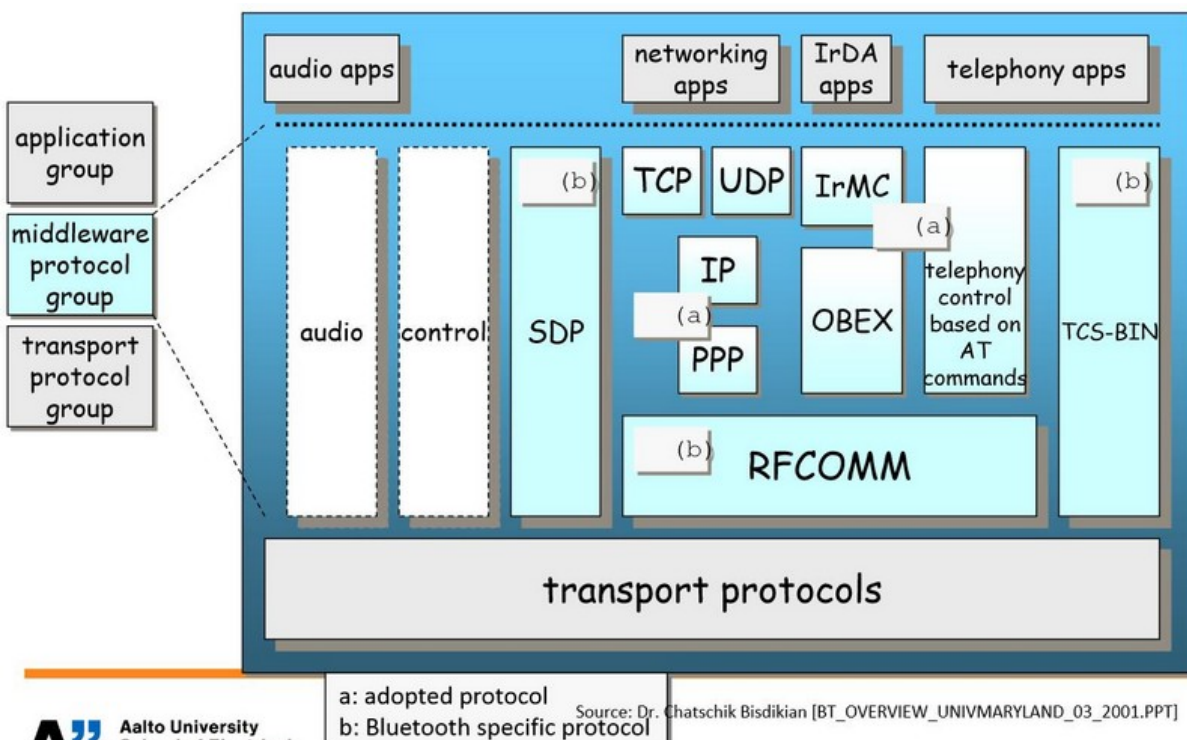 audio apps
networking
apps
IrDA
apps
telephony apps
application
group
middleware
protocol
group
transport
protocol
group
audio
control
(b)
SDP
TCP
UDP
IrMC
(a)
IP
(a)
PPP
OBEX
telephony
control
based on
AT
commands
(b)
TCS-BIN
(b)
RFCOMM
transport protocols
a: adopted protocol
b: Bluetooth specific protocol
Source: Dr. Chatschik Bisdikian [BT_OVERVIEW_UNIVMARYLAND_03_2001.PPT]
A"
Aalto University